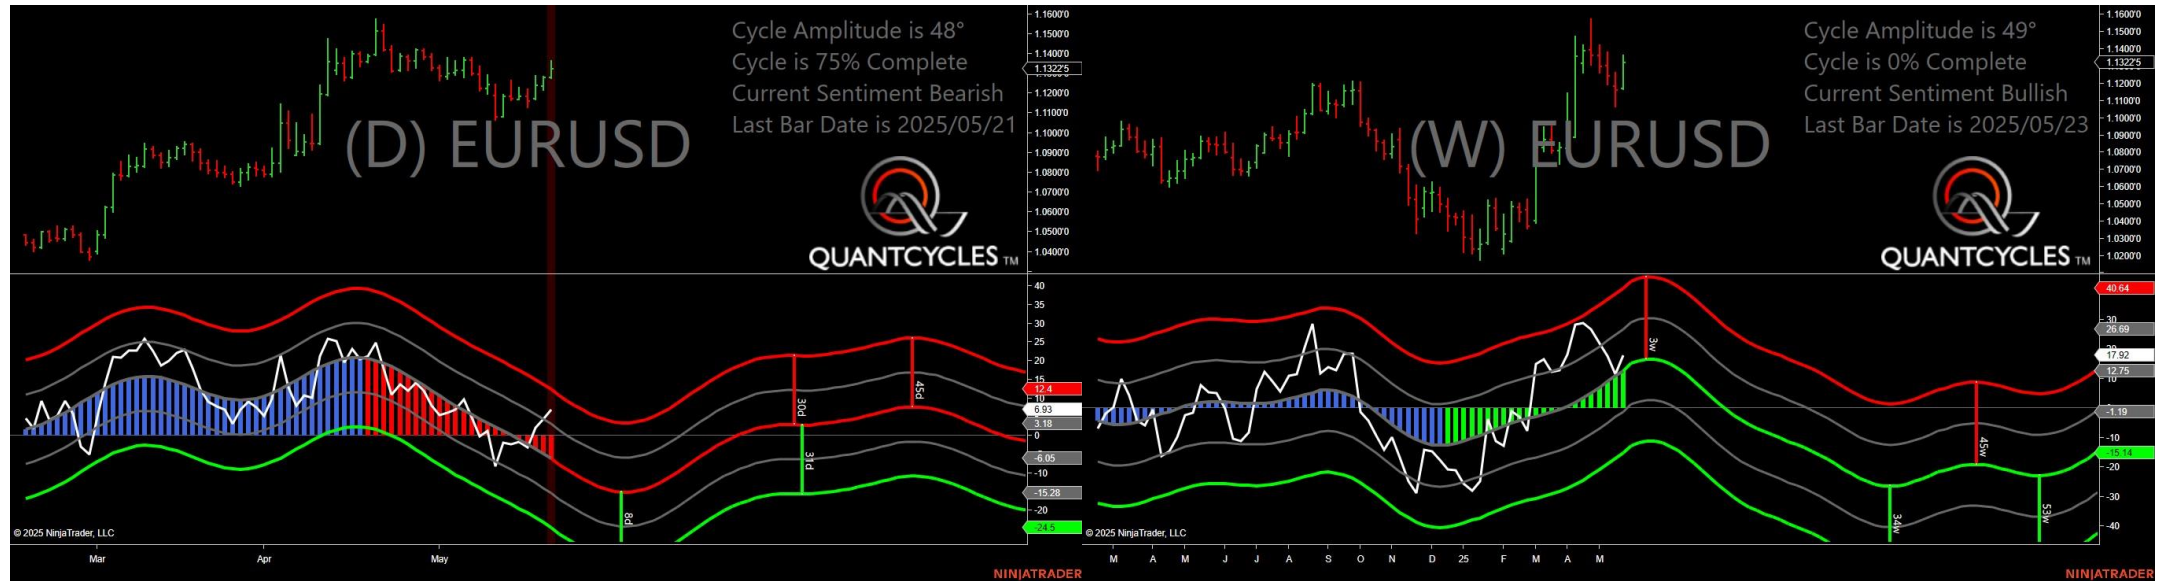 Cycle Amplitude is 48°
Cycle is 75% Complete
Current Sentiment Bearish
Last Bar Date is 2025/05/21
(D) EURUSD
QUANTCYCLES TM
1.1600'0
1.1500'0
1.1400'0
1.1322'5
1.1200'0
1.1100'0
1.1000'0
1.0900'0
1.0800'0
1.0700'0
1.0600'0
1.0500'0
1.0400'0
40
35
30
25
20
15
12.4
10
6.93
3.18
0
-6.05
-10
-15.28
-20
-24.5
30d
45d
31d
8d
© 2025 NinjaTrader, LLC
Mar Apr May
NINJATRADER
Cycle Amplitude is 49°
Cycle is 0% Complete
Current Sentiment Bullish
Last Bar Date is 2025/05/23
(W) EURUSD
QUANTCYCLES TM
1.1600'0
1.1500'0
1.1400'0
1.1322'5
1.1200'0
1.1100'0
1.1000'0
1.0900'0
1.0800'0
1.0700'0
1.0600'0
1.0500'0
1.0400'0
1.0300'0
1.0200'0
40.64
30
26.69
17.92
12.75
10
-1.19
-10
-15.14
-20
-30
-40
3w
45w
34w
53w
© 2025 NinjaTrader, LLC
M A M J J A S O N D 25 F M A M
NINJATRADER